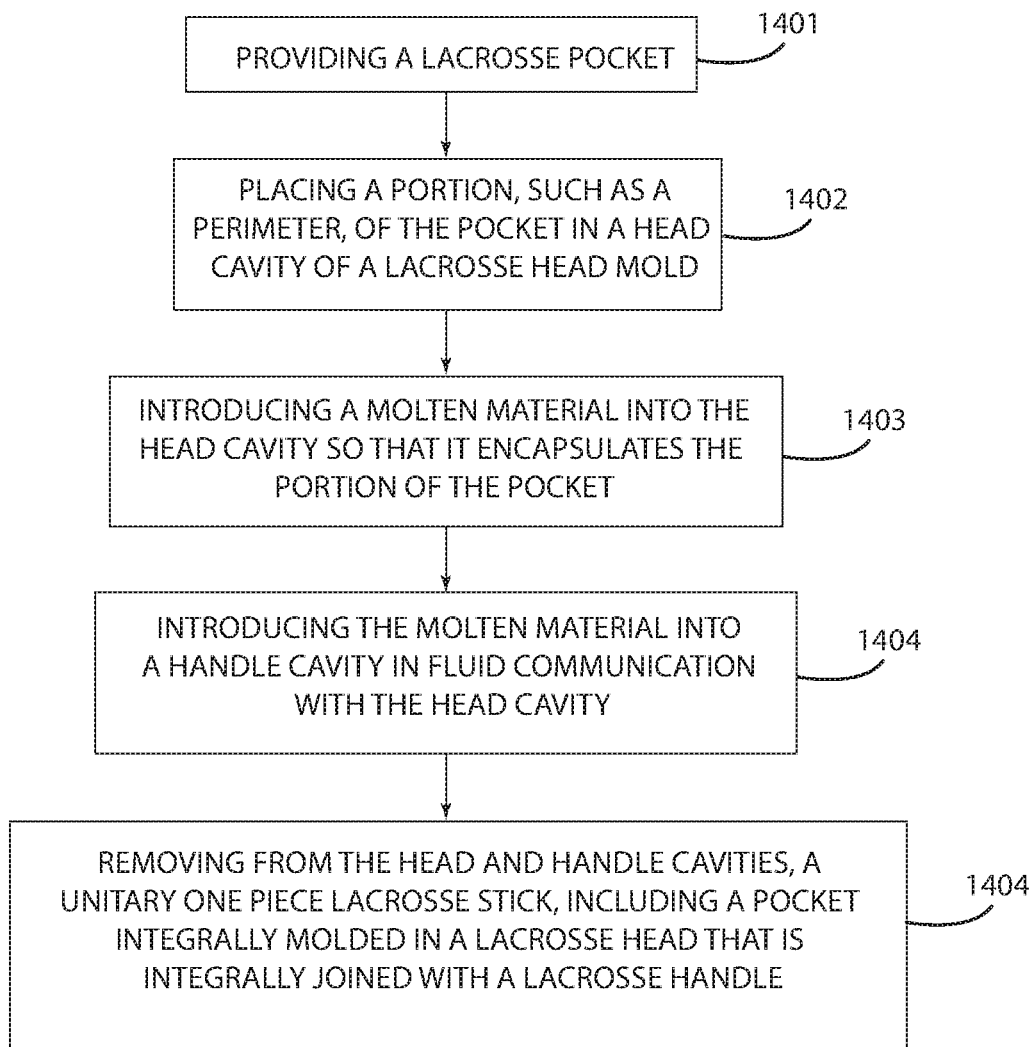 1401
PROVIDING A LACROSSE POCKET
PLACING A PORTION, SUCH AS A
1402
PERIMETER, OF THE POCKET IN A HEAD
CAVITY OF A LACROSSE HEAD MOLD
INTRODUCING A MOLTEN MATERIAL INTO THE
1403
HEAD CAVITY SO THAT IT ENCAPSULATES THE
PORTION OF THE POCKET
INTRODUCING THE MOLTEN MATERIAL INTO
1404
A HANDLE CAVITY IN FLUID COMMUNICATION
WITH THE HEAD CAVITY
REMOVING FROM THE HEAD AND HANDLE CAVITIES, A
1404
UNITARY ONE PIECE LACROSSE STICK, INCLUDING A POCKET
INTEGRALLY MOLDED IN A LACROSSE HEAD THAT IS
INTEGRALLY JOINED WITH A LACROSSE HANDLE